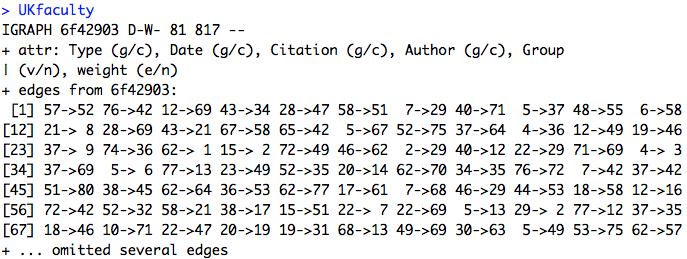 > UKfaculty
IGRAPH 6f42903 D-W- 81 817 --
+ attr: Type (g/c), Date (g/c), Citation (g/c), Author (g/c), Group
| (v/n), weight (e/n)
+ edges from 6f42903:
[1] 57->52 76->42 12->69 43->34 28->47 58->51 7->29 40->71 5->37 48->55 6->58
[12] 21-> 8 28->69 43->21 67->58 65->42 5->67 52->75 37->64 4->36 12->49 19->46
[23] 37-> 9 74->36 62-> 1 15-> 2 72->49 46->62 2->29 40->12 22->29 71->69 4-> 3
[34] 37->69 5-> 6 77->13 23->49 52->35 20->14 62->70 34->35 76->72 7->42 37->42
[45] 51->80 38->45 62->64 36->53 62->77 17->61 7->68 46->29 44->53 18->58 12->16
[56] 72->42 52->32 58->21 38->17 15->51 22-> 7 22->69 5->13 29-> 2 77->12 37->35
[67] 18->46 10->71 22->47 20->19 19->31 68->13 49->69 30->63 5->49 53->75 62->57
+ ... omitted several edges